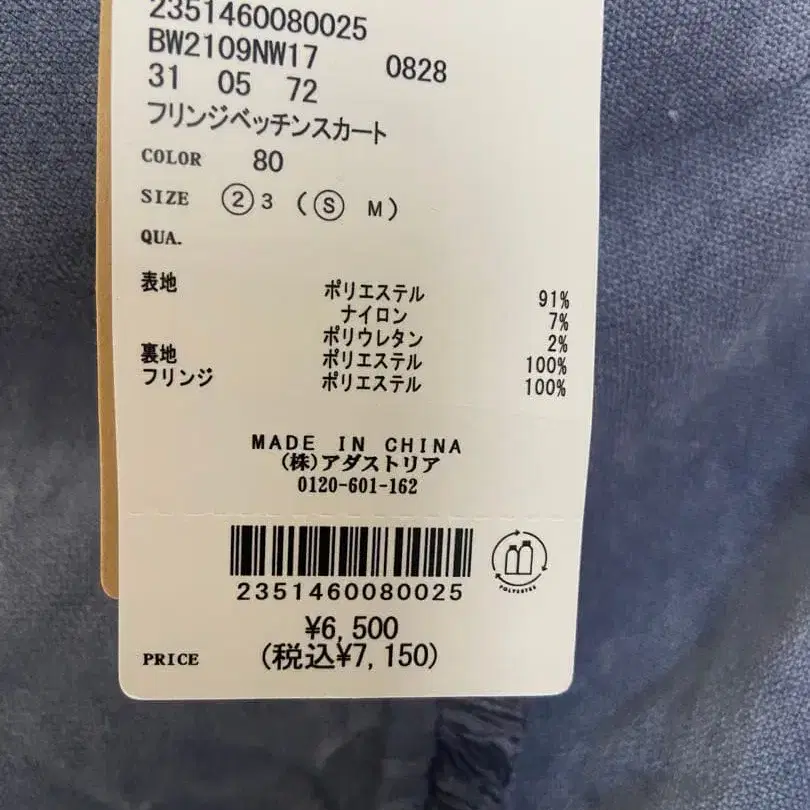 2351460080025
BW2109NW17 0828
31 05 72
フリンジベッチンスカート
COLOR 80
SIZE ②3 (Ⓢ M)
QUA.
表地 ポリエステル 91%
ナイロン 7%
ポリウレタン 2%
裏地 ポリエステル 100%
フリンジ ポリエステル 100%
MADE IN CHINA
(株)アダストリア
0120-601-162
2351460080025
POLYESTER
¥6,500
PRICE (税込¥7,150)